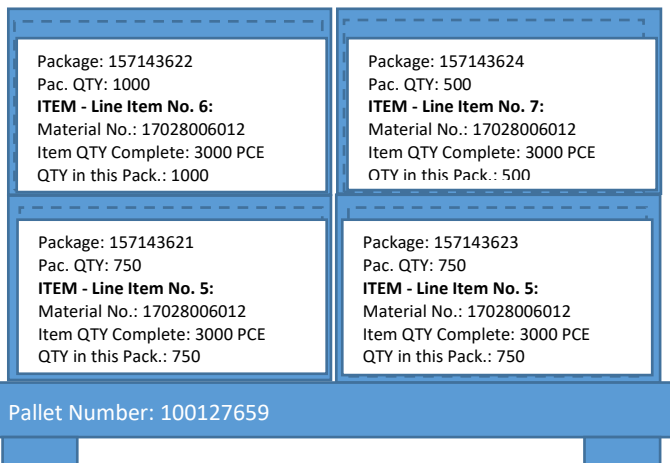 Package: 157143622
Pac. QTY: 1000
ITEM - Line Item No. 6:
Material No.: 17028006012
Item QTY Complete: 3000 PCE
QTY in this Pack.: 1000
Package: 157143624
Pac. QTY: 500
ITEM - Line Item No. 7:
Material No.: 17028006012
Item QTY Complete: 3000 PCE
QTY in this Pack.: 500
Package: 157143621
Pac. QTY: 750
ITEM - Line Item No. 5:
Material No.: 17028006012
Item QTY Complete: 3000 PCE
QTY in this Pack.: 750
Package: 157143623
Pac. QTY: 750
ITEM - Line Item No. 5:
Material No.: 17028006012
Item QTY Complete: 3000 PCE
QTY in this Pack.: 750
Pallet Number: 100127659